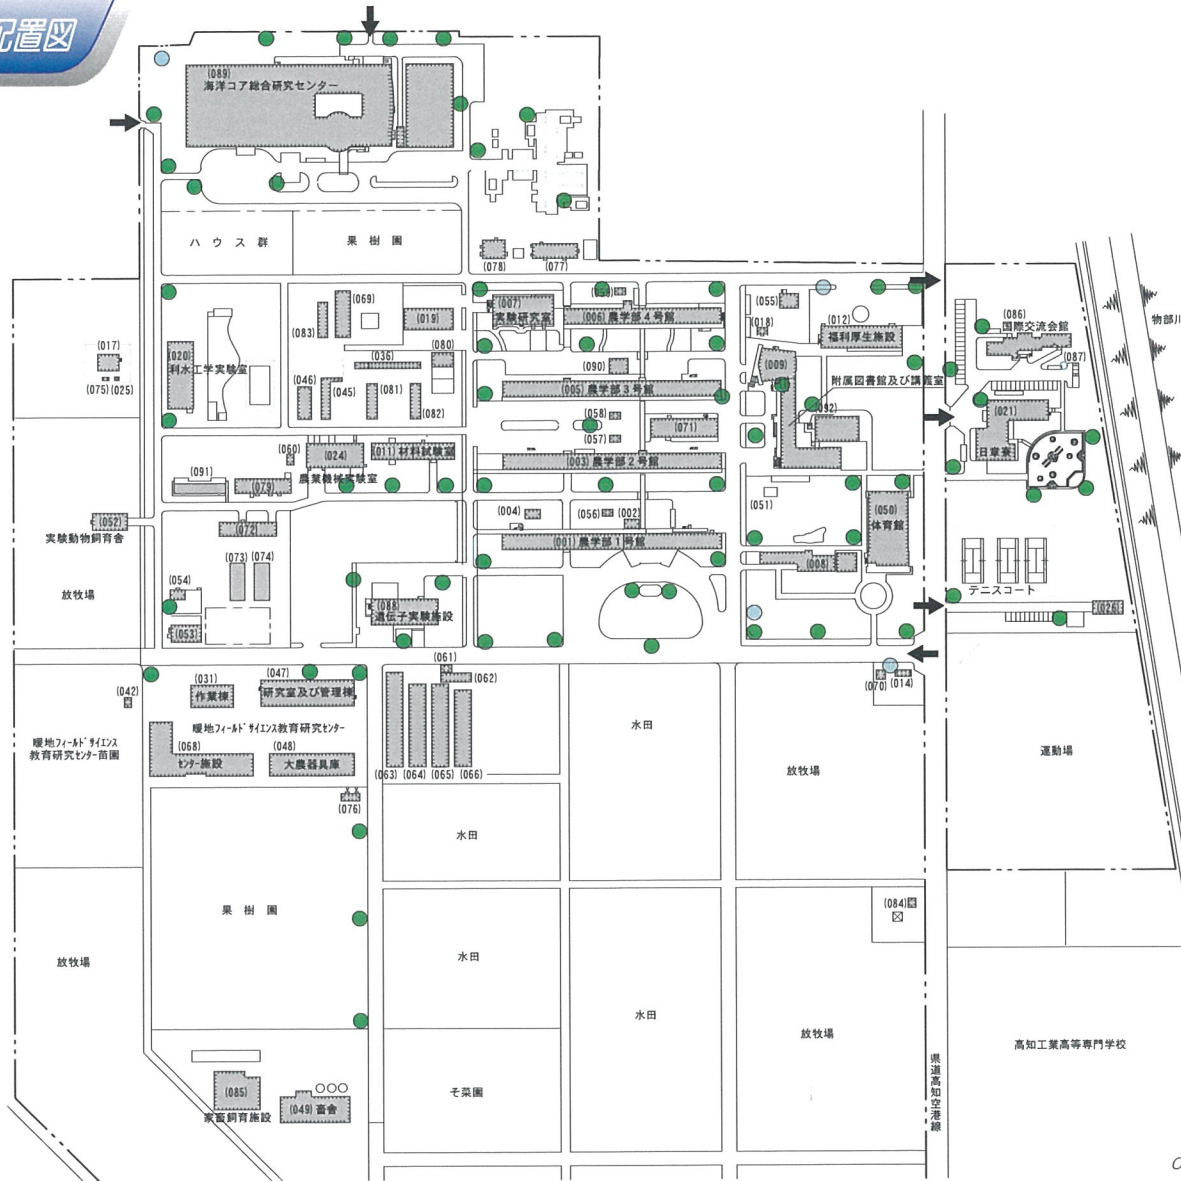 配置図
(089)
海洋コア総合研究センター
ハウス群
果樹園
(078)
(077)
(069)
(083)
(019)
(007)
実験研究室
(059)
(006)農学部4号館
(055)
(018)
(012)
福利厚生施設
(086)
国際交流会館
(087)
物部川
(017)
(075)(025)
(020)
利水工学実験室
(036)
(080)
(046)
(045)
(081)
(082)
(090)
(005)農学部3号館
(009)
附属図書館及び講義室
(092)
(021)
日章寮
(058)
(057)
(071)
(060)
(024)
農業機械実験室
(011)材料試験室
(003)農学部2号館
(091)
(079)
(052)
実験動物飼育舎
(072)
(004)
(056)
(002)
(001)農学部1号館
(051)
(050)
体育館
(008)
テニスコート
(026)
放牧場
(073)
(074)
(054)
(053)
(088)
遺伝子実験施設
(061)
(062)
(070)
(014)
(042)
(031)
作業棟
(047)
研究室及び管理棟
暖地フィールドサイエンス教育研究センター
暖地フィールドサイエンス
教育研究センター苗圃
(068)
センター施設
(048)
大農器具庫
(063)
(064)
(065)
(066)
水田
放牧場
運動場
(076)
水田
果樹園
(084)
放牧場
水田
水田
放牧場
高知工業高等専門学校
県道高知空港線
(085)
家畜飼育施設
(049)畜舎
そ菜園